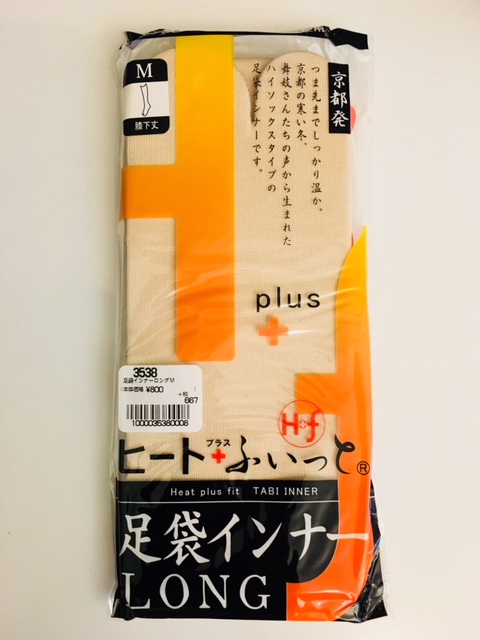 M
膝下丈
京都発
つま先までしっかり温か。
京都の寒い冬、
舞妓さんたちの声から生まれた
ハイソックスタイプの
足袋インナーです。
plus
+
3538
足袋インナーロングM
(本体価格 ¥800 )
+税
667
1000035380008
H+f
プラス
ヒート+ふぃっと®
Heat plus fit TABI INNER
足袋インナー
LONG